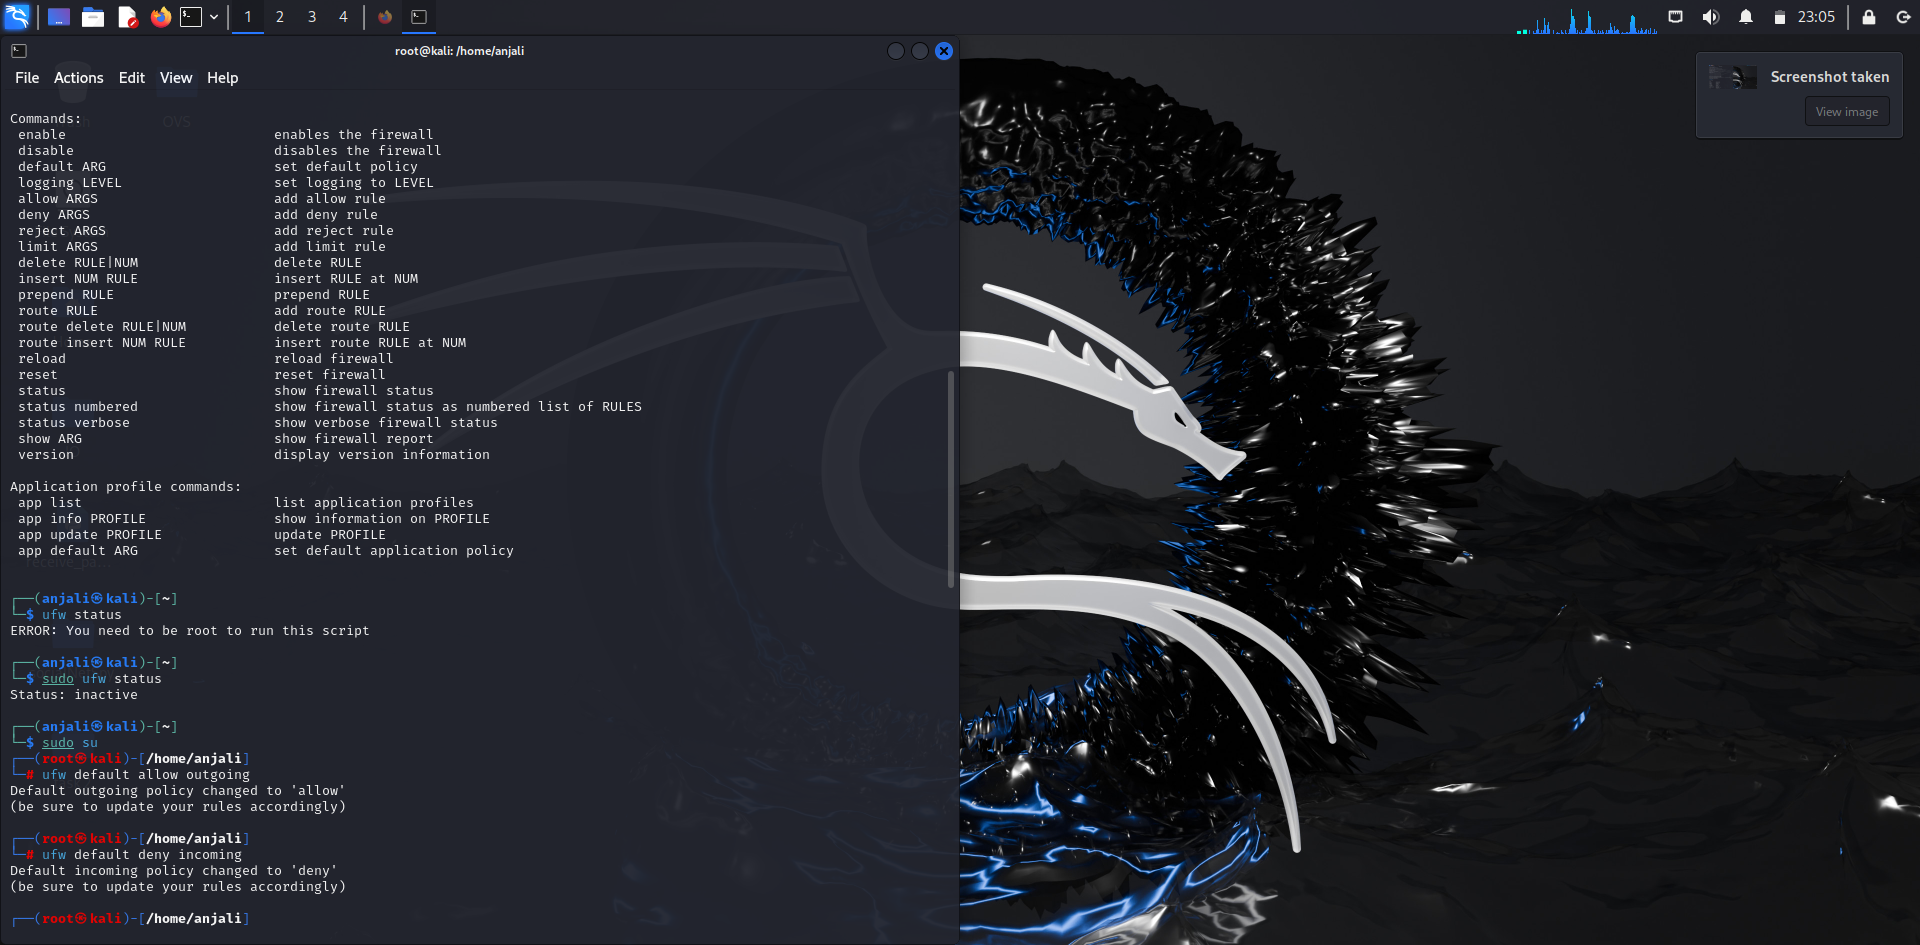 1 2 3 4
23:05
root@kali: /home/anjali
File Actions Edit View Help
Screenshot taken
View image
OVS
Commands:
 enable                          enables the firewall
 disable                         disables the firewall
 default ARG                     set default policy
 logging LEVEL                   set logging to LEVEL
 allow ARGS                      add allow rule
 deny ARGS                       add deny rule
 reject ARGS                     add reject rule
 limit ARGS                      add limit rule
 delete RULE|NUM                 delete RULE
 insert NUM RULE                 insert RULE at NUM
 prepend RULE                    prepend RULE
 route RULE                      add route RULE
 route delete RULE|NUM           delete route RULE
 route insert NUM RULE           insert route RULE at NUM
 reload                          reload firewall
 reset                           reset firewall
 status                          show firewall status
 status numbered                 show firewall status as numbered list of RULES
 status verbose                  show verbose firewall status
 show ARG                        show firewall report
 version                         display version information
Application profile commands:
 app list                        list application profiles
 app info PROFILE                show information on PROFILE
 app update PROFILE              update PROFILE
 app default ARG                 set default application policy
receive_pa...
┌──(anjali㉿kali)-[~]
└─$ ufw status
ERROR: You need to be root to run this script
┌──(anjali㉿kali)-[~]
└─$ sudo ufw status
Status: inactive
┌──(anjali㉿kali)-[~]
└─$ sudo su
┌──(root㉿kali)-[/home/anjali]
└─# ufw default allow outgoing
Default outgoing policy changed to 'allow'
(be sure to update your rules accordingly)
┌──(root㉿kali)-[/home/anjali]
└─# ufw default deny incoming
Default incoming policy changed to 'deny'
(be sure to update your rules accordingly)
┌──(root㉿kali)-[/home/anjali]